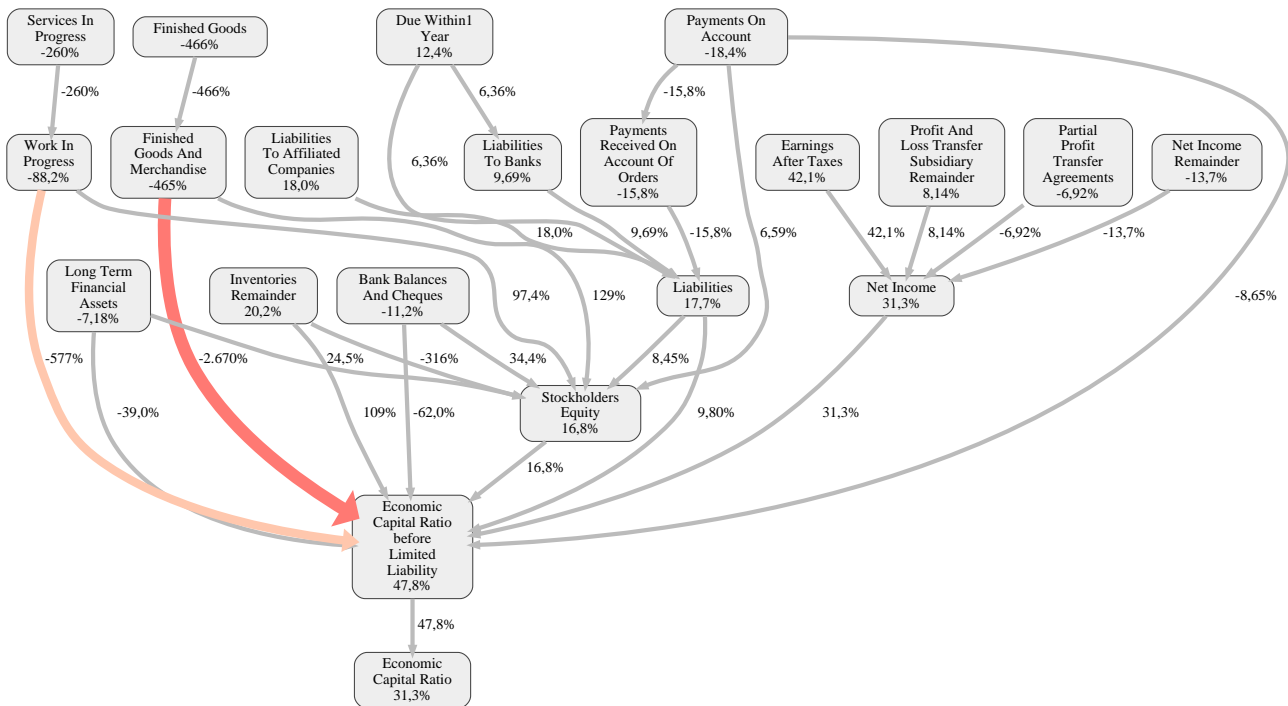 Services In
Progress
-260%
Finished Goods
-466%
Due Within1
Year
12,4%
Payments On
Account
-18,4%
-260%
-466%
6,36%
-15,8%
Work In
Progress
-88,2%
Finished
Goods And
Merchandise
-465%
Liabilities
To Affiliated
Companies
18,0%
6,36%
Liabilities
To Banks
9,69%
Payments
Received On
Account Of
Orders
-15,8%
Earnings
After Taxes
42,1%
Profit And
Loss Transfer
Subsidiary
Remainder
8,14%
Partial
Profit
Transfer
Agreements
-6,92%
Net Income
Remainder
-13,7%
18,0%
9,69%
-15,8%
6,59%
42,1%
8,14%
-6,92%
-13,7%
Long Term
Financial
Assets
-7,18%
Inventories
Remainder
20,2%
Bank Balances
And Cheques
-11,2%
97,4%
129%
Liabilities
17,7%
Net Income
31,3%
-8,65%
-577%
-2.670%
24,5%
-316%
34,4%
8,45%
-39,0%
109%
-62,0%
Stockholders
Equity
16,8%
9,80%
31,3%
16,8%
Economic
Capital Ratio
before
Limited
Liability
47,8%
47,8%
Economic
Capital Ratio
31,3%